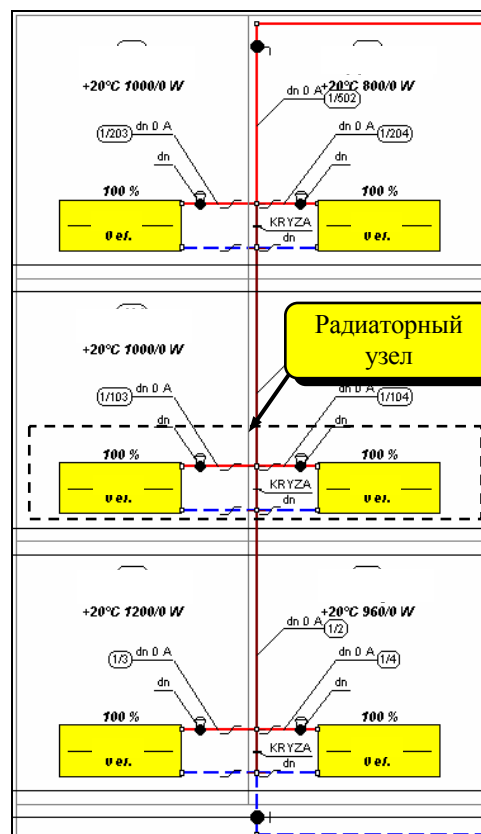 +20°C 1000/0 W
+20°C 800/0 W
dn 0 A
1/502
1/203
dn 0 A
dn 0 A
1/204
dn
dn
100 %
100 %
KRYZA
dn
0 el.
0 el.
Радиаторный
узел
+20°C 1000/0 W
1/103
dn 0 A
dn 0 A
1/104
dn
dn
100 %
100 %
KRYZA
dn
0 el.
0 el.
+20°C 1200/0 W
+20°C 960/0 W
dn 0 A
1/2
1/3
dn 0 A
dn 0 A
1/4
dn
dn
100 %
100 %
KRYZA
dn
0 el.
0 el.